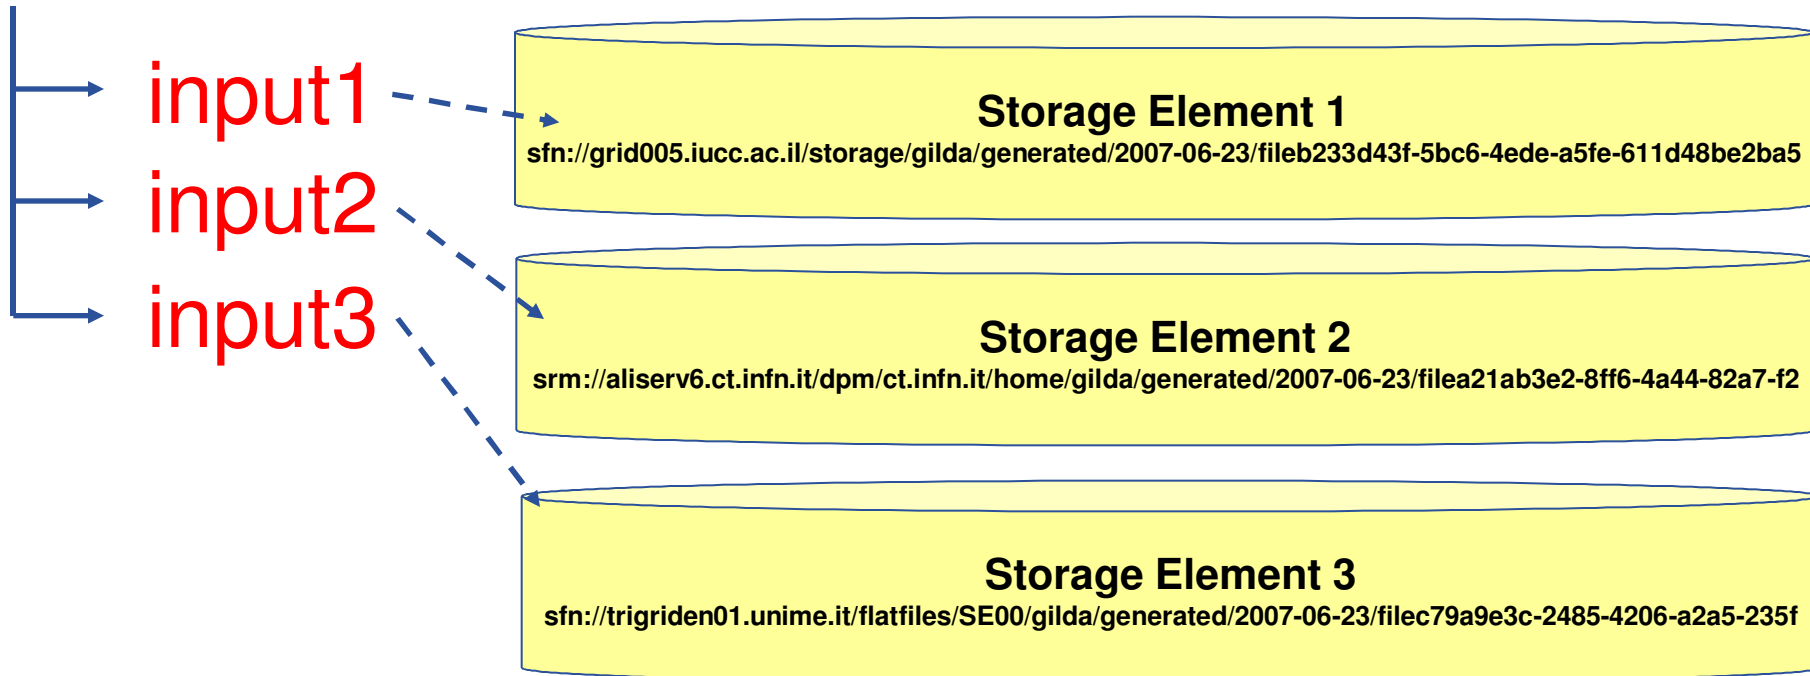 input1
Storage Element 1
sfn://grid005.iucc.ac.il/storage/gilda/generated/2007-06-23/fileb233d43f-5bc6-4ede-a5fe-611d48be2ba5
input2
Storage Element 2
srm://aliserv6.ct.infn.it/dpm/ct.infn.it/home/gilda/generated/2007-06-23/filea21ab3e2-8ff6-4a44-82a7-f2
input3
Storage Element 3
sfn://trigriden01.unime.it/flatfiles/SE00/gilda/generated/2007-06-23/filec79a9e3c-2485-4206-a2a5-235f